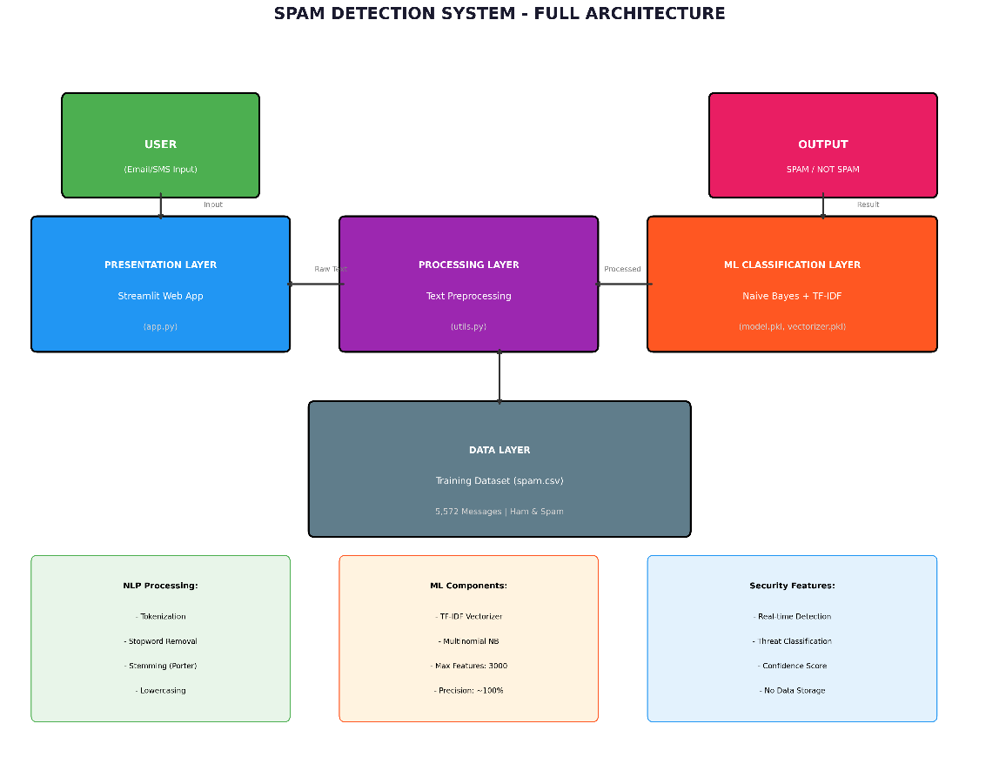 SPAM DETECTION SYSTEM - FULL ARCHITECTURE
USER
(Email/SMS Input)
OUTPUT
SPAM / NOT SPAM
Input
Result
PRESENTATION LAYER
Streamlit Web App
(app.py)
Raw Text
PROCESSING LAYER
Text Preprocessing
(utils.py)
Processed
ML CLASSIFICATION LAYER
Naive Bayes + TF-IDF
(model.pkl, vectorizer.pkl)
DATA LAYER
Training Dataset (spam.csv)
5,572 Messages | Ham & Spam
NLP Processing:
- Tokenization
- Stopword Removal
- Stemming (Porter)
- Lowercasing
ML Components:
- TF-IDF Vectorizer
- Multinomial NB
- Max Features: 3000
- Precision: ~100%
Security Features:
- Real-time Detection
- Threat Classification
- Confidence Score
- No Data Storage